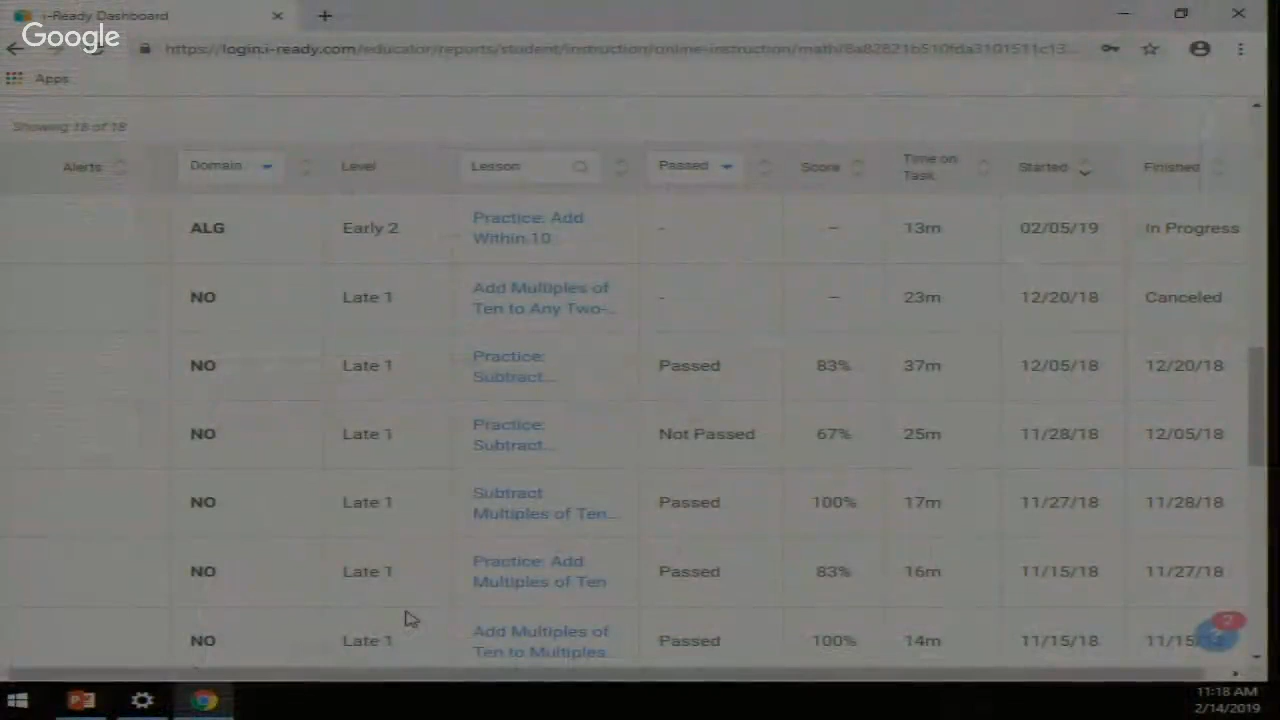 i-Ready Dashboard
Google
https://login.i-ready.com/educator/reports/student/instruction/online-instruction/math/8a82821b510fda3101511c13...
Apps
Showing 18 of 18
Alerts Domain Level Lesson Passed Score Time on Task Started Finished
ALG Early 2 Practice: Add Within 10 - – 13m 02/05/19 In Progress
NO Late 1 Add Multiples of Ten to Any Two-... - – 23m 12/20/18 Canceled
NO Late 1 Practice: Subtract... Passed 83% 37m 12/05/18 12/20/18
NO Late 1 Practice: Subtract... Not Passed 67% 25m 11/28/18 12/05/18
NO Late 1 Subtract Multiples of Ten... Passed 100% 17m 11/27/18 11/28/18
NO Late 1 Practice: Add Multiples of Ten Passed 83% 16m 11/15/18 11/27/18
NO Late 1 Add Multiples of Ten to Multiples Passed 100% 14m 11/15/18 11/15/18
2
11:18 AM
2/14/2019